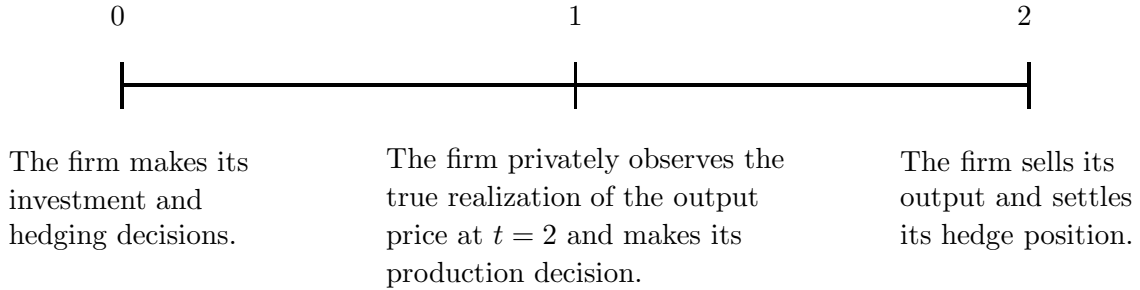 0
1
2
The firm makes its
investment and
hedging decisions.
The firm privately observes the
true realization of the output
price at t = 2 and makes its
production decision.
The firm sells its
output and settles
its hedge position.